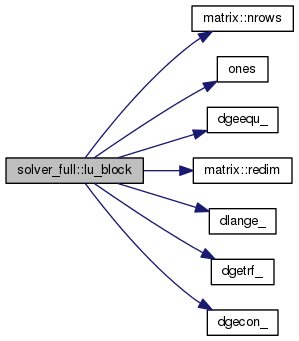 matrix::nrows
ones
dgeequ_
solver_full::lu_block
matrix::redim
dlange_
dgetrf_
dgecon_